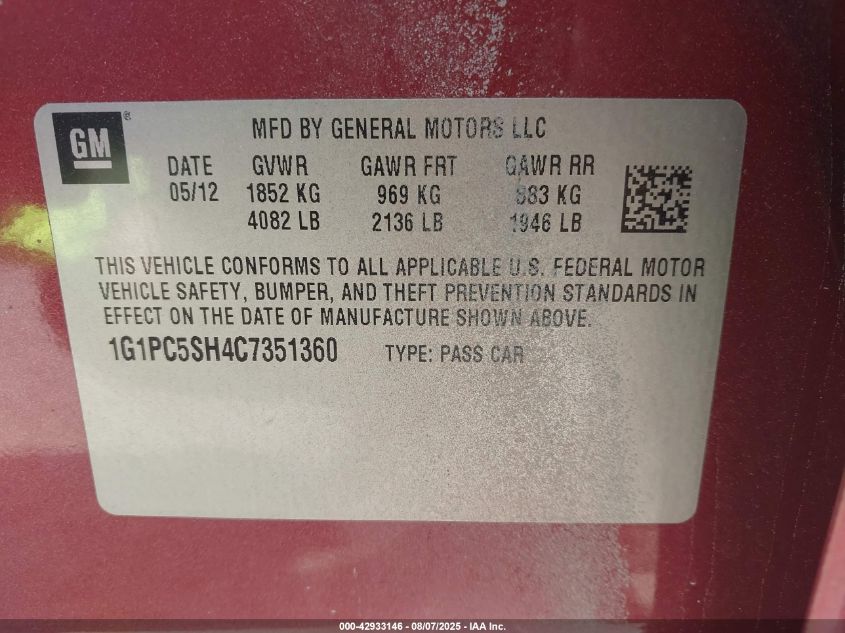 GM®
MFD BY GENERAL MOTORS LLC
DATE GVWR GAWR FRT GAWR RR
05/12 1852 KG 969 KG 883 KG
4082 LB 2136 LB 1946 LB
THIS VEHICLE CONFORMS TO ALL APPLICABLE U.S. FEDERAL MOTOR
VEHICLE SAFETY, BUMPER, AND THEFT PREVENTION STANDARDS IN
EFFECT ON THE DATE OF MANUFACTURE SHOWN ABOVE.
1G1PC5SH4C7351360 TYPE: PASS CAR
000-42933146 - 08/07/2025 - IAA Inc.